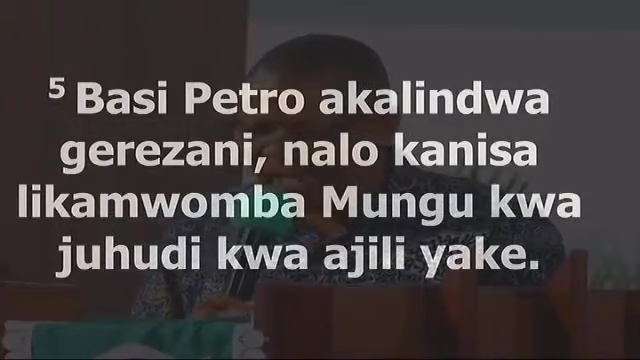 5 Basi Petro akalindwa
gerezani, nalo kanisa
likamwomba Mungu kwa
juhudi kwa ajili yake.